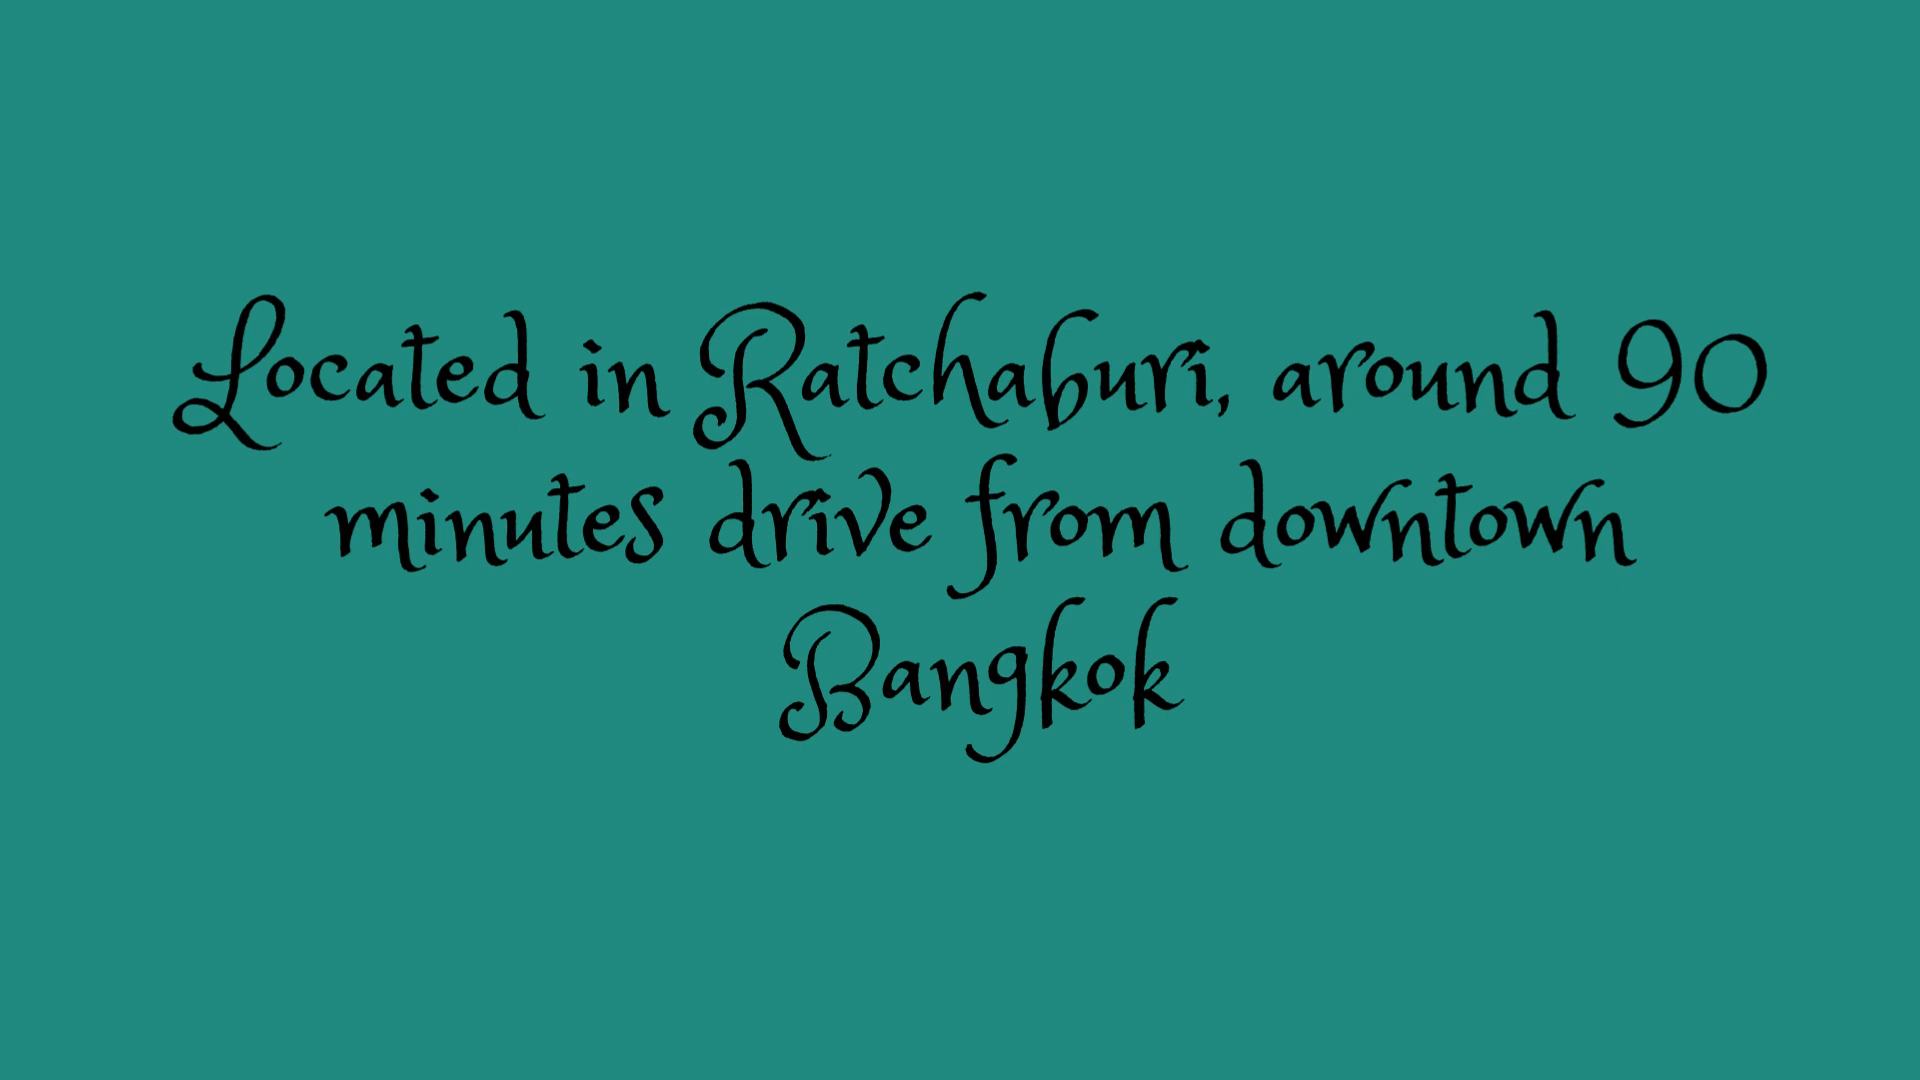 Located in Ratchaburi, around 90
minutes drive from downtown
Bangkok